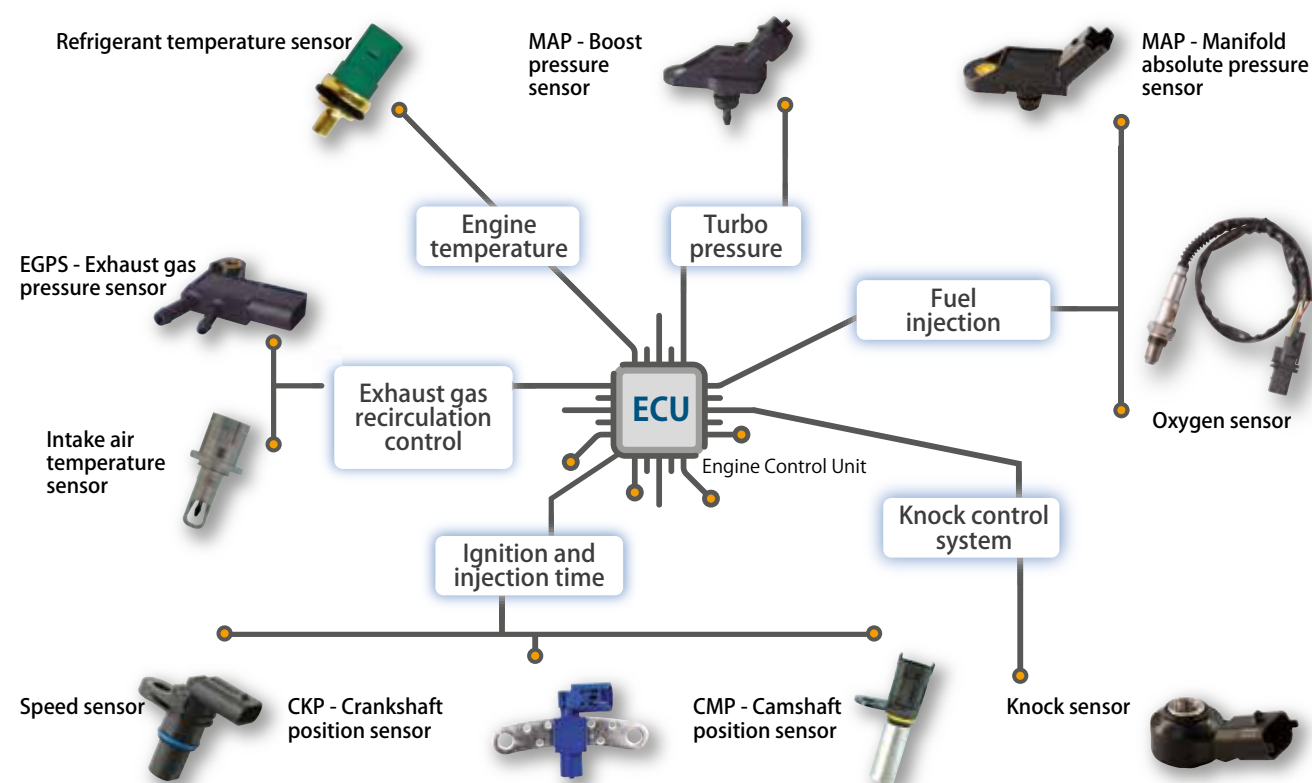 Refrigerant temperature sensor
MAP - Boost
pressure
sensor
MAP - Manifold
absolute pressure
sensor
Engine
temperature
Turbo
pressure
EGPS - Exhaust gas
pressure sensor
Fuel
injection
Exhaust gas
recirculation
control
ECU
Engine Control Unit
Oxygen sensor
Intake air
temperature
sensor
Knock control
system
Ignition and
injection time
Speed sensor
CKP - Crankshaft
position sensor
CMP - Camshaft
position sensor
Knock sensor